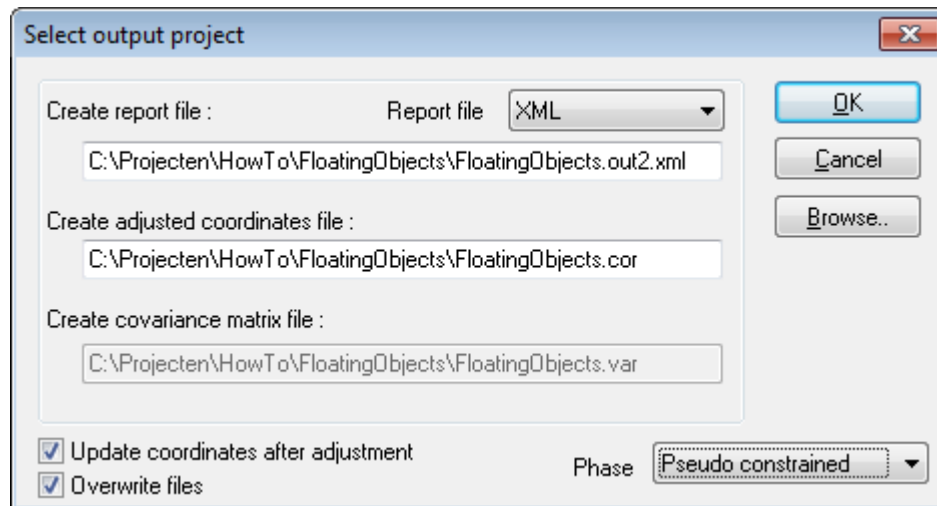 Select output project
Create report file : Report file XML
C:\Projecten\HowTo\FloatingObjects\FloatingObjects.out2.xml
Create adjusted coordinates file :
C:\Projecten\HowTo\FloatingObjects\FloatingObjects.cor
Create covariance matrix file :
C:\Projecten\HowTo\FloatingObjects\FloatingObjects.var
OK
Cancel
Browse..
Update coordinates after adjustment
Overwrite files
Phase Pseudo constrained